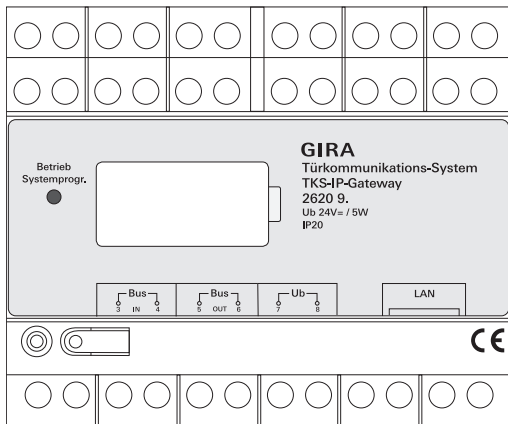 GIRA
Türkommunikations-System
TKS-IP-Gateway
2620 9.
Ub 24V= / 5W
IP20
Betrieb
Systemprogr.
Bus
3 IN 4
Bus
5 OUT 6
Ub
7 8
LAN
CE